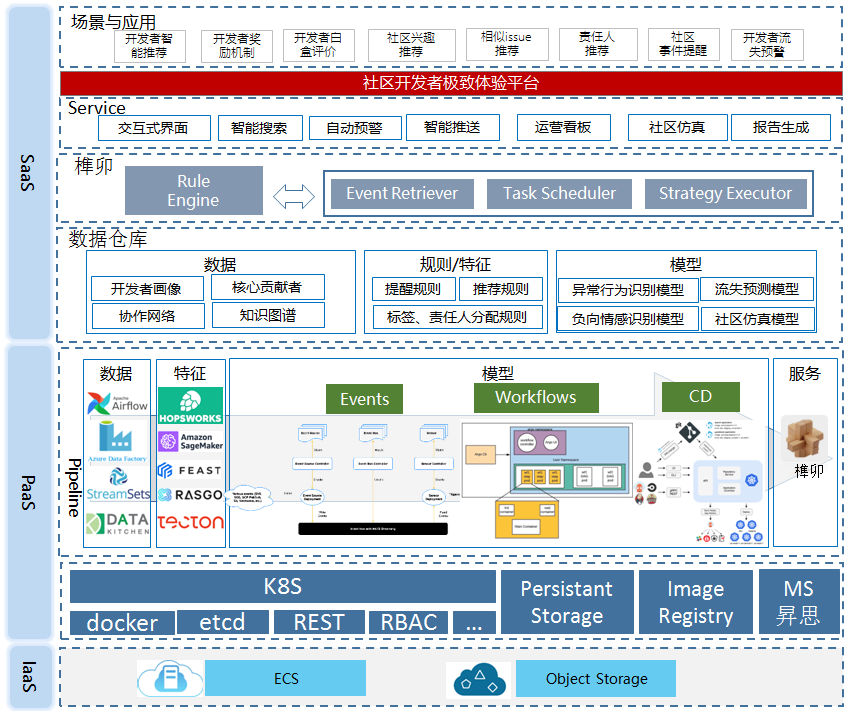 SaaS
场景与应用
开发者智
能推荐
开发者奖
励机制
开发者白
盒评价
社区兴趣
推荐
相似issue
推荐
责任人
推荐
社区
事件提醒
开发者流
失预警
社区开发者极致体验平台
Service
交互式界面
智能搜索
自动预警
智能推送
运营看板
社区仿真
报告生成
榫卯
Rule
Engine
Event Retriever
Task Scheduler
Strategy Executor
数据仓库
数据
开发者画像
核心贡献者
协作网络
知识图谱
规则/特征
提醒规则
推荐规则
标签、责任人分配规则
模型
异常行为识别模型
流失预测模型
负向情感识别模型
社区仿真模型
PaaS
Pipeline
数据
Apache
Airflow
Azure Data Factory
StreamSets
DATA
KITCHEN
特征
HOPSWORKS
Amazon
SageMaker
FEAST
RASGO
TECTON
模型
Events
Workflows
CD
服务
榫卯
K8S
docker
etcd
REST
RBAC
...
Persistant
Storage
Image
Registry
MS
昇思
IaaS
ECS
Object Storage